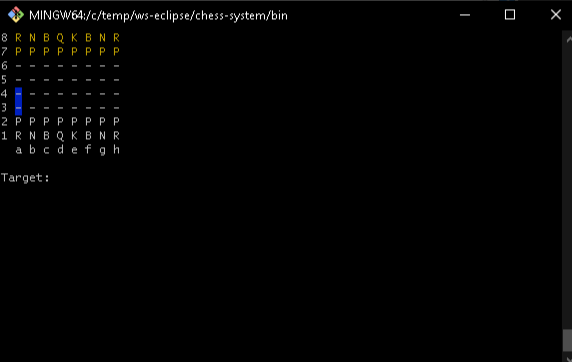 MINGW64:/c/temp/ws-eclipse/chess-system/bin
8 R N B Q K B N R
7 P P P P P P P P
6 - - - - - - - -
5 - - - - - - - -
4 - - - - - - - -
3 - - - - - - - -
2 P P P P P P P P
1 R N B Q K B N R
  a b c d e f g h
Target: